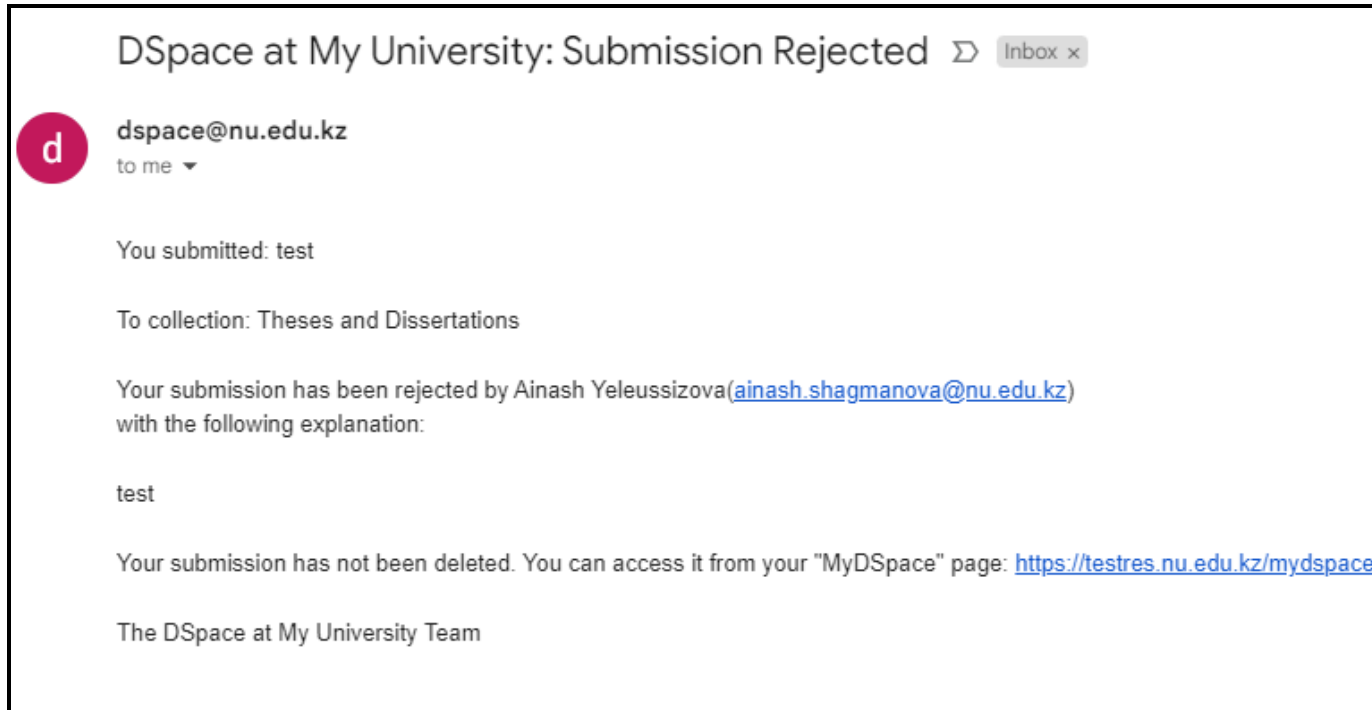 DSpace at My University: Submission Rejected Inbox ×
d
dspace@nu.edu.kz
to me
You submitted: test
To collection: Theses and Dissertations
Your submission has been rejected by Ainash Yeleussizova(ainash.shagmanova@nu.edu.kz)
with the following explanation:
test
Your submission has not been deleted. You can access it from your "MyDSpace" page: https://testres.nu.edu.kz/mydspace
The DSpace at My University Team